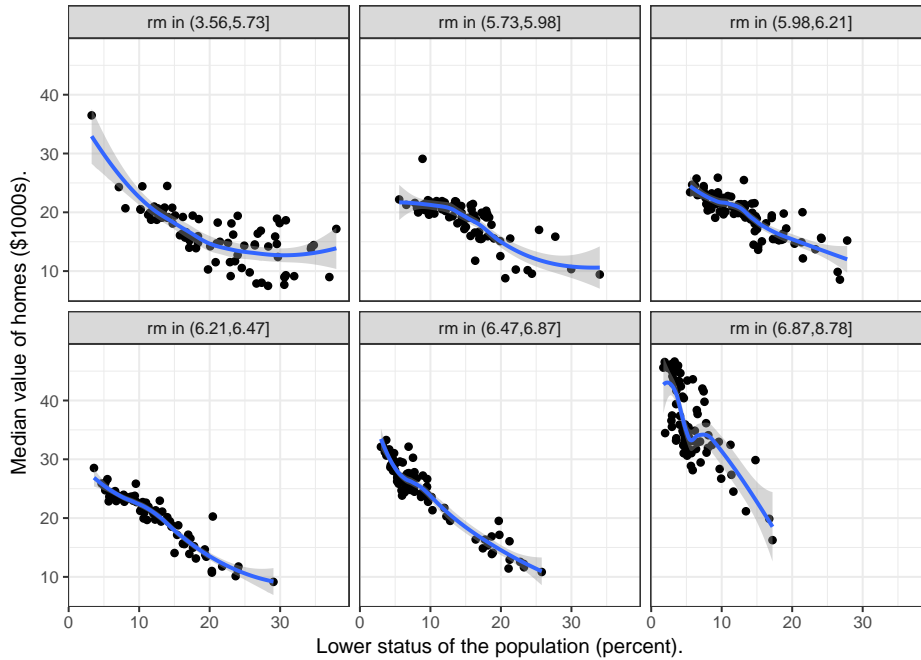 rm in (3.56,5.73]
rm in (5.73,5.98]
rm in (5.98,6.21]
40
30
20
10
rm in (6.21,6.47]
rm in (6.47,6.87]
rm in (6.87,8.78]
40
30
20
10
0 10 20 30
0 10 20 30
0 10 20 30
Lower status of the population (percent).
Median value of homes ($1000s).